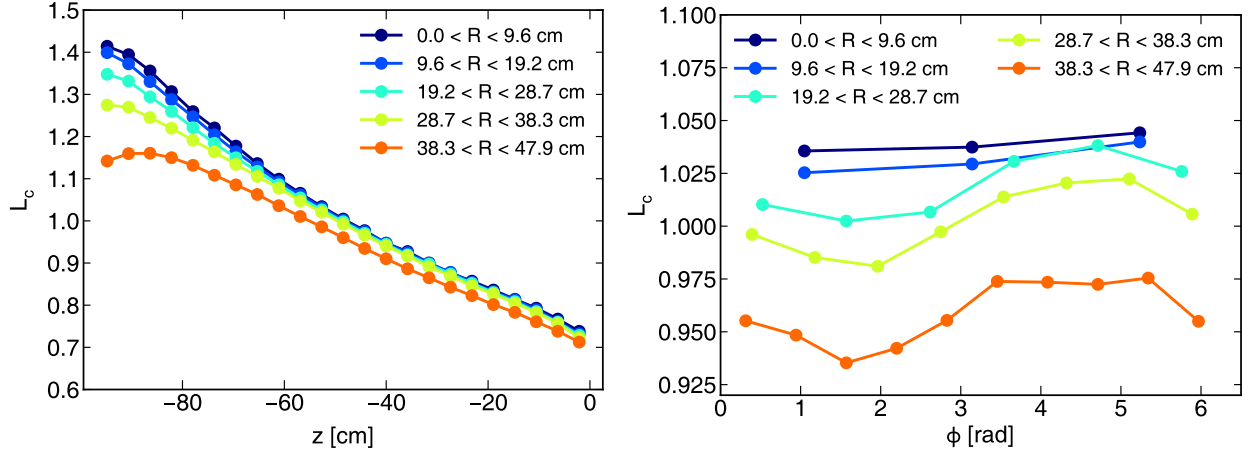 1.5
1.4
1.3
1.2
1.1
1.0
0.9
0.8
0.7
0.6
L_c
−80
−60
−40
−20
0
z [cm]
0.0 < R < 9.6 cm
9.6 < R < 19.2 cm
19.2 < R < 28.7 cm
28.7 < R < 38.3 cm
38.3 < R < 47.9 cm
1.100
1.075
1.050
1.025
1.000
0.975
0.950
0.925
L_c
0
1
2
3
4
5
6
ϕ [rad]
0.0 < R < 9.6 cm
9.6 < R < 19.2 cm
19.2 < R < 28.7 cm
28.7 < R < 38.3 cm
38.3 < R < 47.9 cm